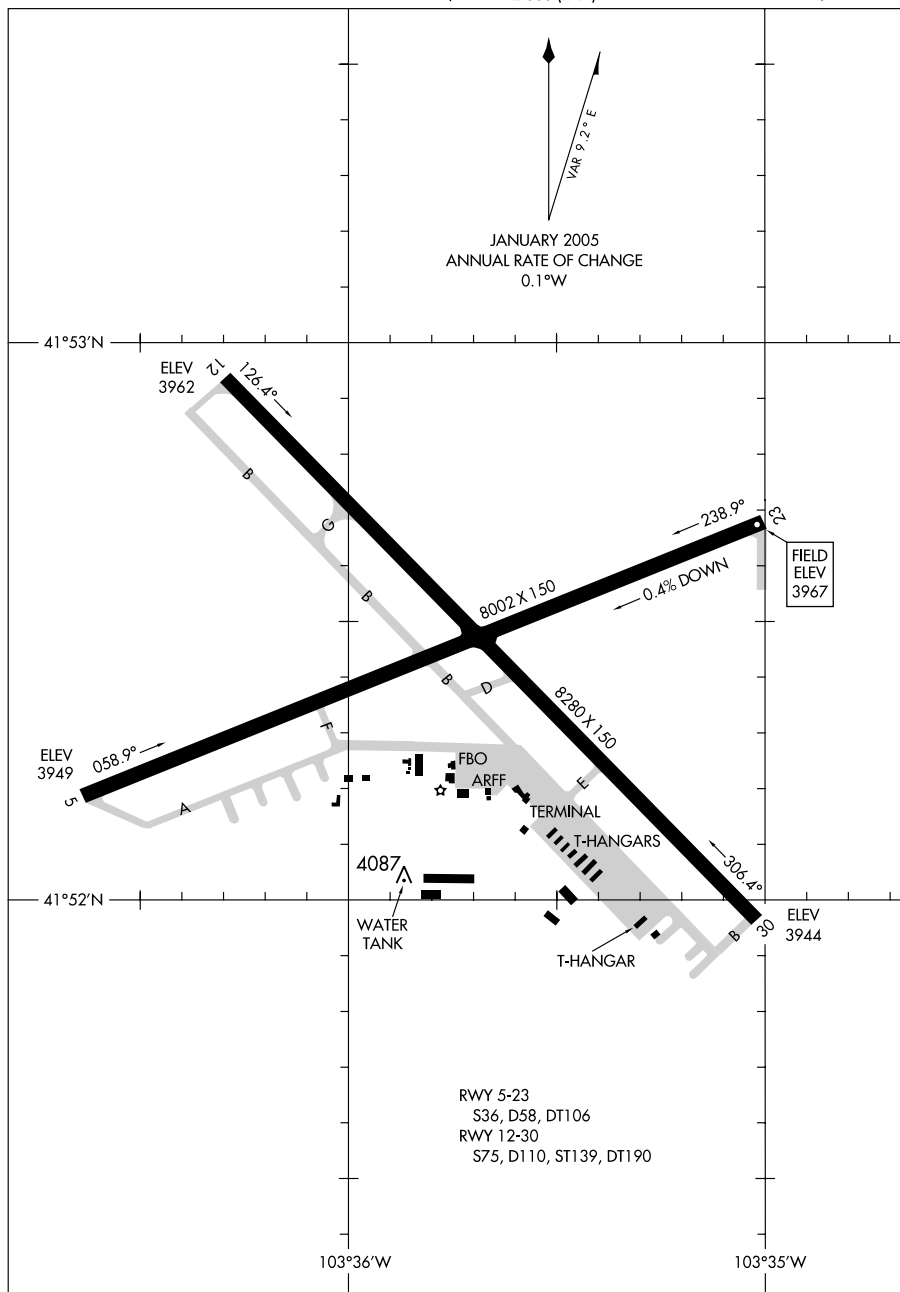 VAR 9.2° E
JANUARY 2005
ANNUAL RATE OF CHANGE
0.1°W
41°53'N
ELEV
3962
12
126.4°
B
G
B
238.9°
23
FIELD
ELEV
3967
0.4% DOWN
8002 X 150
B
D
8280 X 150
F
ELEV
3949
058.9°
5
A
FBO
ARFF
E
TERMINAL
T-HANGARS
4087
306.4°
41°52'N
WATER
TANK
B
30
ELEV
3944
T-HANGAR
RWY 5-23
S36, D58, DT106
RWY 12-30
S75, D110, ST139, DT190
103°36'W
103°35'W